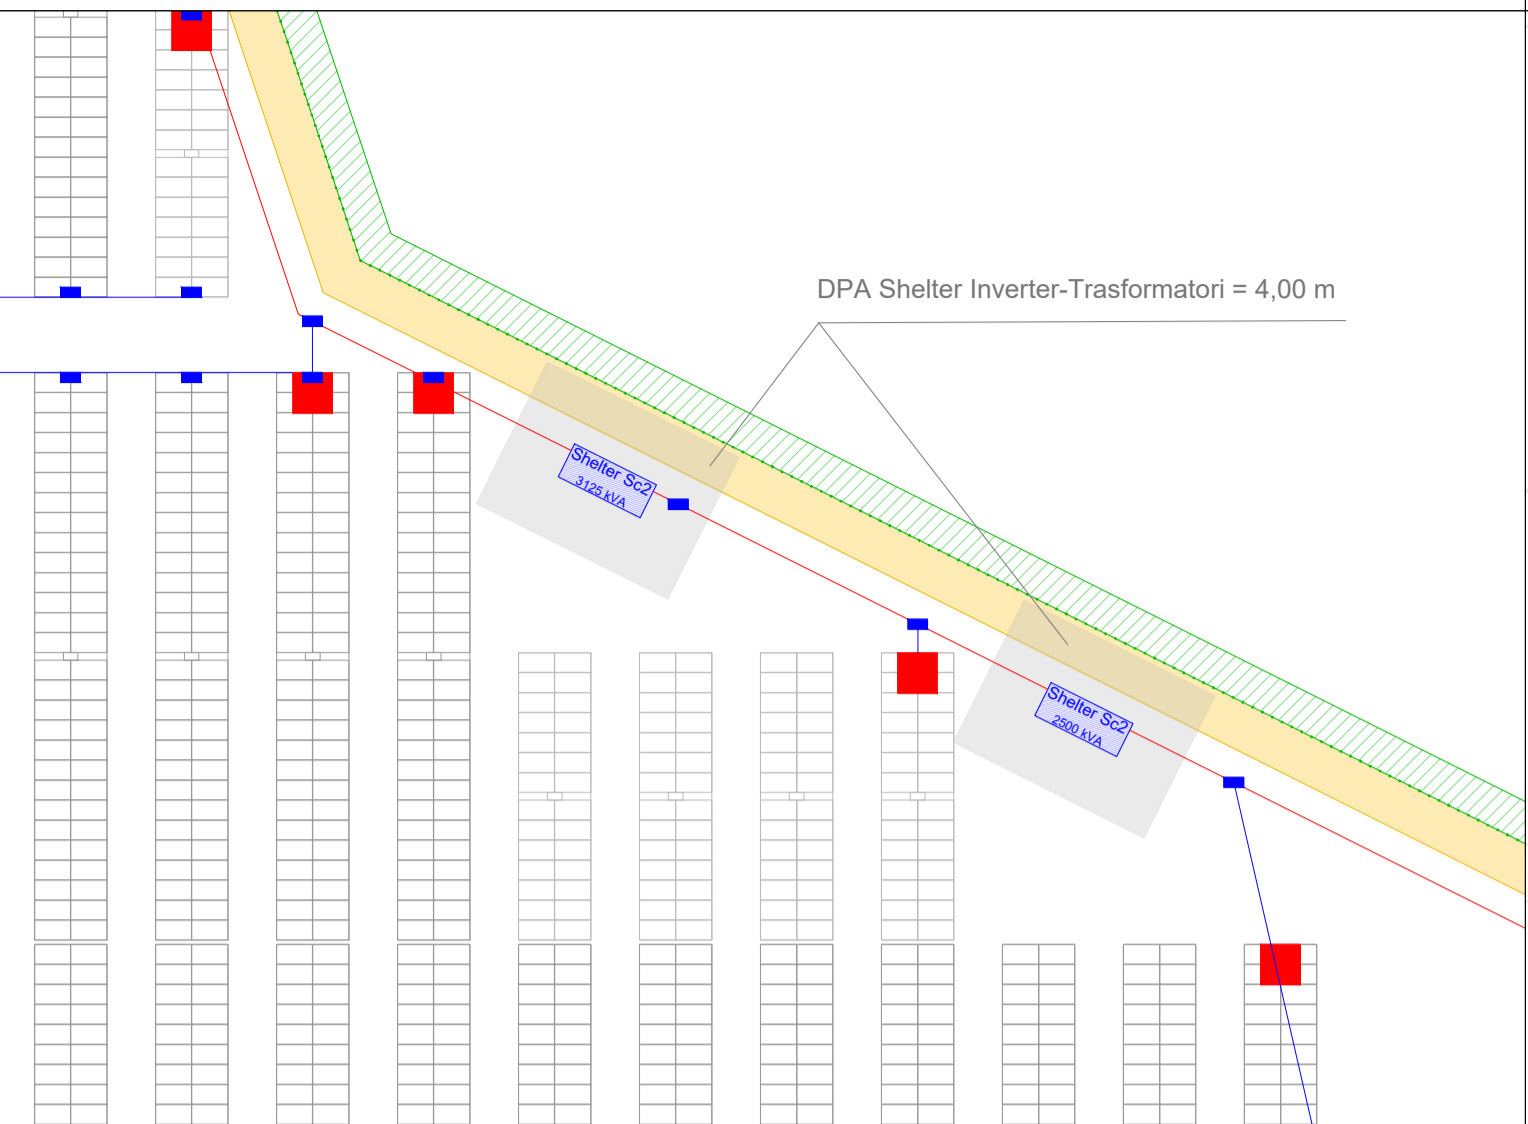 DPA Shelter Inverter-Trasformatori = 4,00 m
Shelter Sc2
3125 kVA
Shelter Sc2
2500 kVA